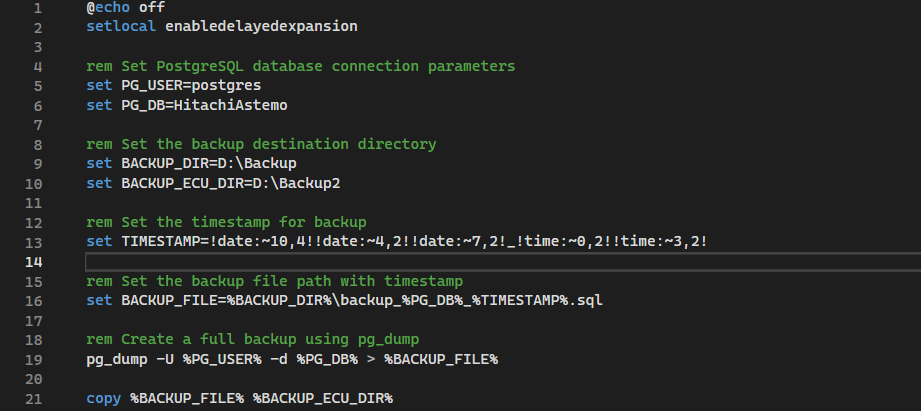 1 @echo off
2 setlocal enabledelayedexpansion
3
4 rem Set PostgreSQL database connection parameters
5 set PG_USER=postgres
6 set PG_DB=HitachiAstemo
7
8 rem Set the backup destination directory
9 set BACKUP_DIR=D:\Backup
10 set BACKUP_ECU_DIR=D:\Backup2
11
12 rem Set the timestamp for backup
13 set TIMESTAMP=!date:~10,4!!date:~4,2!!date:~7,2!_!time:~0,2!!time:~3,2!
14
15 rem Set the backup file path with timestamp
16 set BACKUP_FILE=%BACKUP_DIR%\backup_%PG_DB%_%TIMESTAMP%.sql
17
18 rem Create a full backup using pg_dump
19 pg_dump -U %PG_USER% -d %PG_DB% > %BACKUP_FILE%
20
21 copy %BACKUP_FILE% %BACKUP_ECU_DIR%